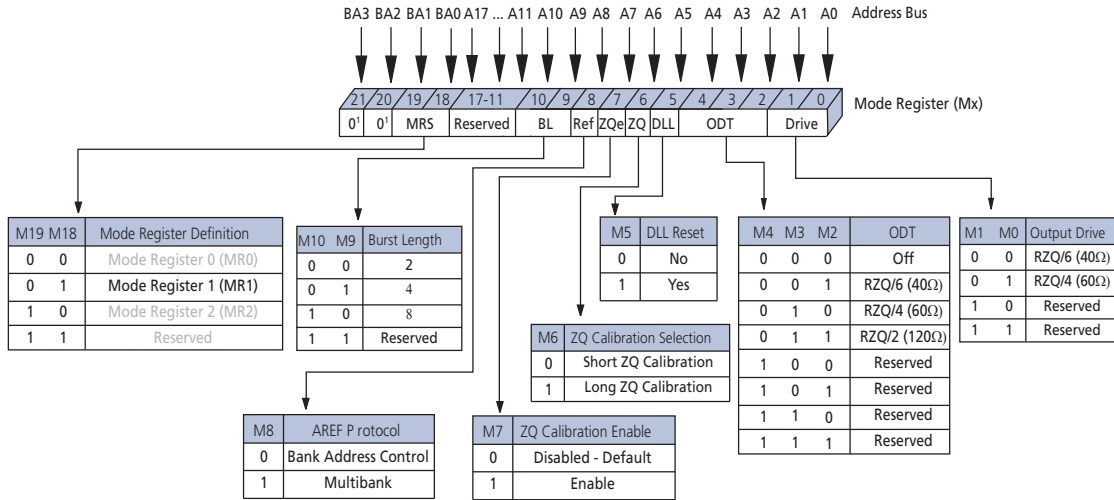 BA3 BA2 BA1 BA0 A17 ... A11 A10 A9 A8 A7 A6 A5 A4 A3 A2 A1 A0 Address Bus
21 20 19 18 17-11 10 9 8 7 6 5 4 3 2 1 0 Mode Register (Mx)
0¹ 0¹ MRS Reserved BL Ref ZQe ZQ DLL ODT Drive
M19 M18 Mode Register Definition
0 0 Mode Register 0 (MR0)
0 1 Mode Register 1 (MR1)
1 0 Mode Register 2 (MR2)
1 1 Reserved
M10 M9 Burst Length
0 0 2
0 1 4
1 0 8
1 1 Reserved
M5 DLL Reset
0 No
1 Yes
M4 M3 M2 ODT
0 0 0 Off
0 0 1 RZQ/6 (40Ω)
0 1 0 RZQ/4 (60Ω)
0 1 1 RZQ/2 (120Ω)
1 0 0 Reserved
1 0 1 Reserved
1 1 0 Reserved
1 1 1 Reserved
M1 M0 Output Drive
0 0 RZQ/6 (40Ω)
0 1 RZQ/4 (60Ω)
1 0 Reserved
1 1 Reserved
M6 ZQ Calibration Selection
0 Short ZQ Calibration
1 Long ZQ Calibration
M8 AREF P rotocol
0 Bank Address Control
1 Multibank
M7 ZQ Calibration Enable
0 Disabled - Default
1 Enable